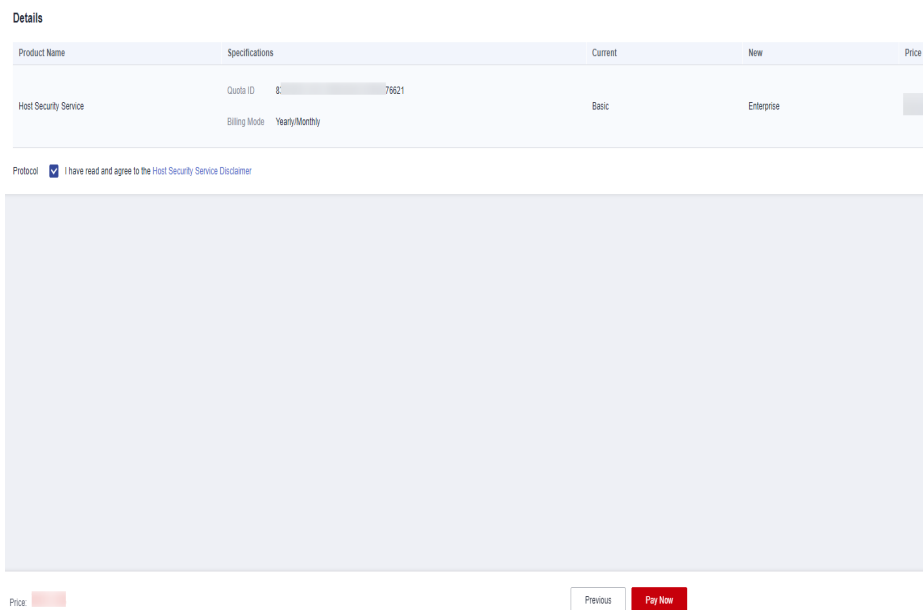 Details
Product Name Specifications Current New Price
Quota ID 8 76621
Host Security Service Basic Enterprise
Billing Mode Yearly/Monthly
Protocol I have read and agree to the Host Security Service Disclaimer
Price: Previous Pay Now